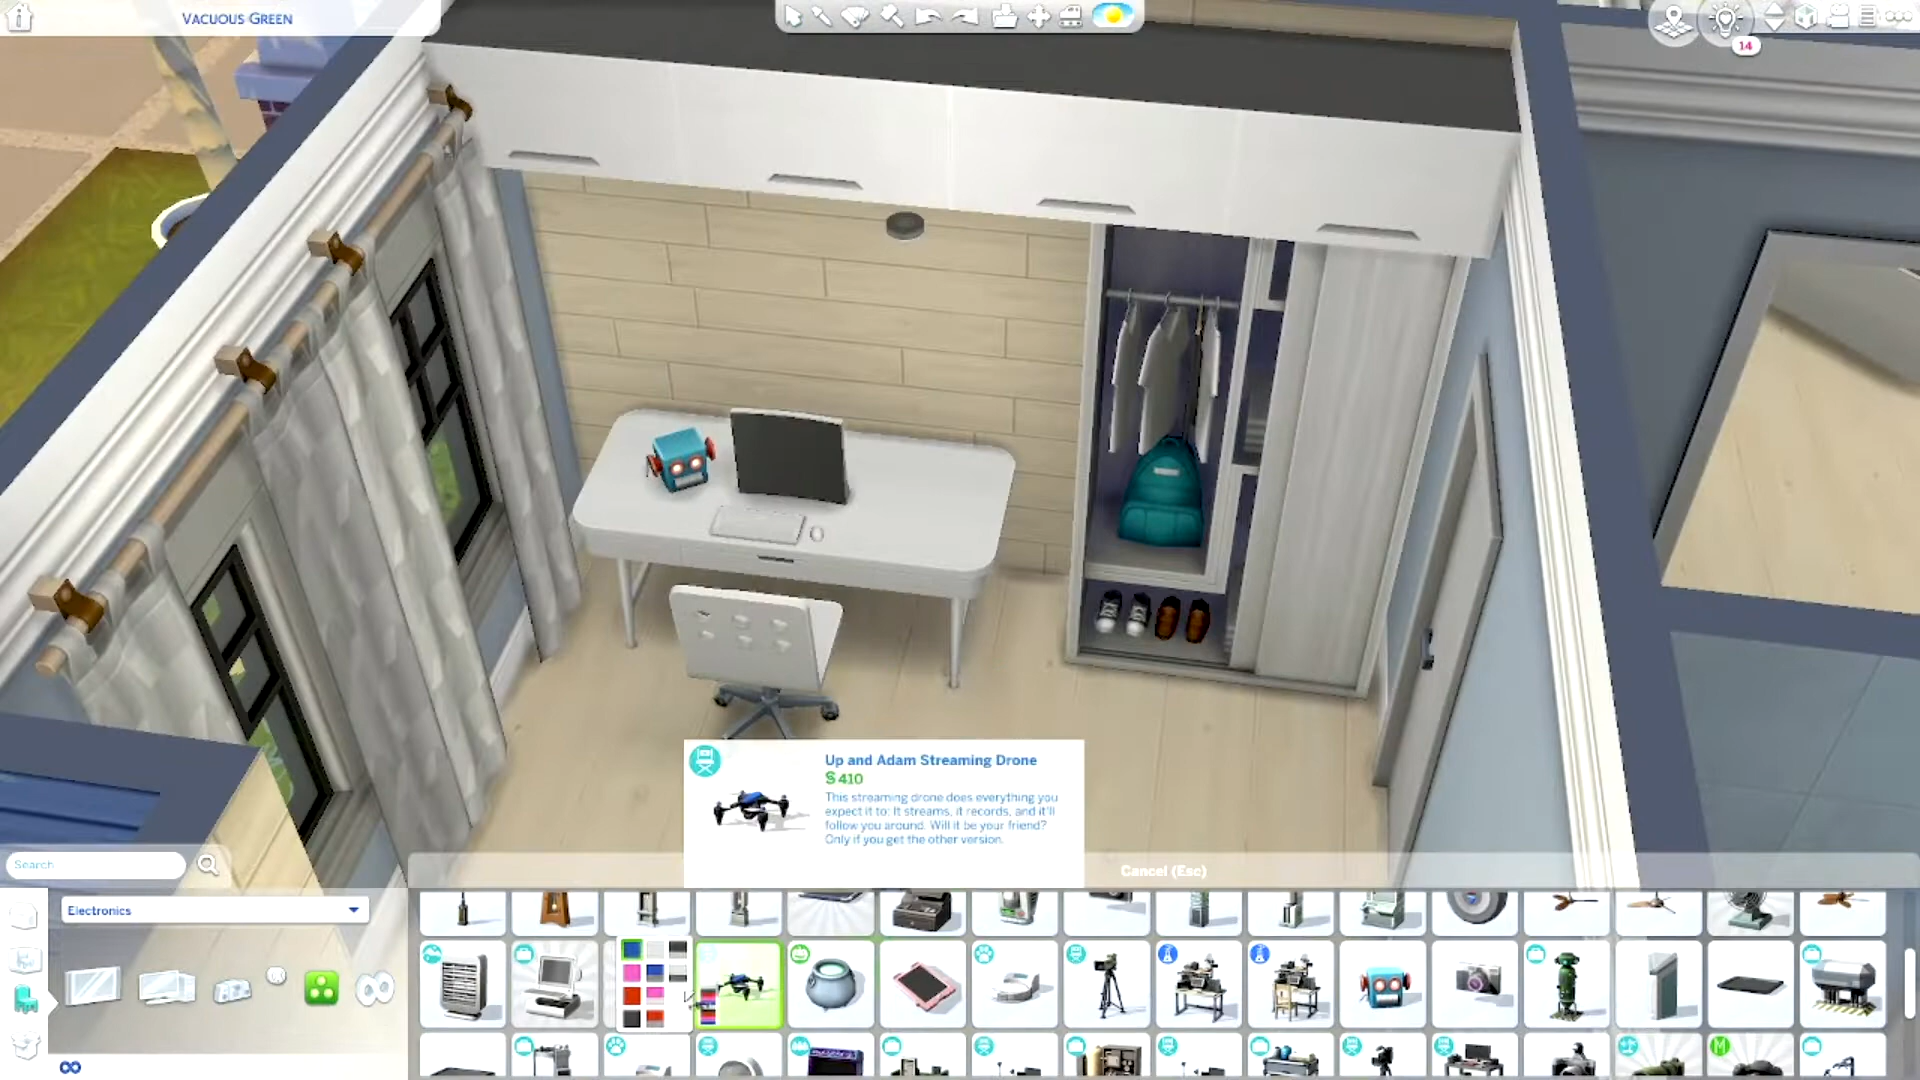 VACUOUS GREEN
14
Up and Adam Streaming Drone
§410
This streaming drone does everything you
expect it to: It streams, it records, and it'll
follow you around. Will it be your friend?
Only if you get the other version.
Search
Cancel (Esc)
Electronics